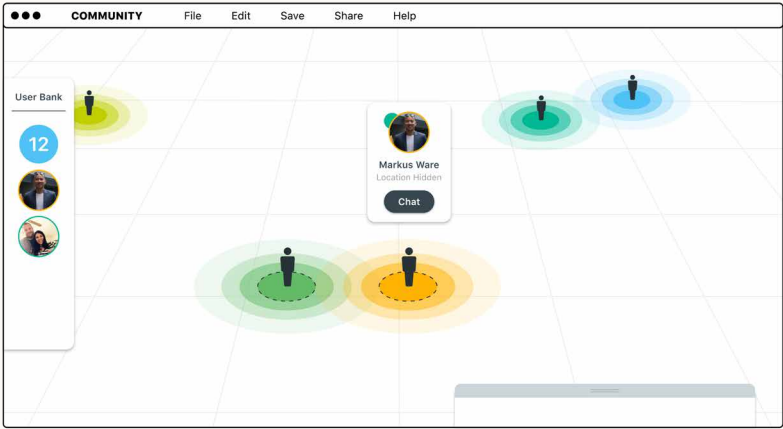 COMMUNITY File Edit Save Share Help
User Bank
12
Markus Ware
Location Hidden
Chat